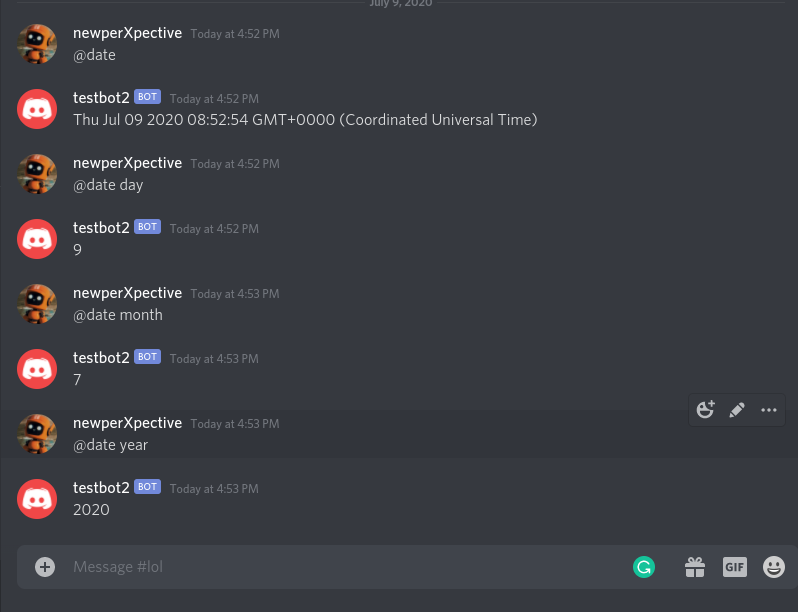 July 9, 2020
newperXpective Today at 4:52 PM
@date
testbot2 BOT Today at 4:52 PM
Thu Jul 09 2020 08:52:54 GMT+0000 (Coordinated Universal Time)
newperXpective Today at 4:52 PM
@date day
testbot2 BOT Today at 4:52 PM
9
newperXpective Today at 4:53 PM
@date month
testbot2 BOT Today at 4:53 PM
7
newperXpective Today at 4:53 PM
@date year
testbot2 BOT Today at 4:53 PM
2020
Message #lol GIF